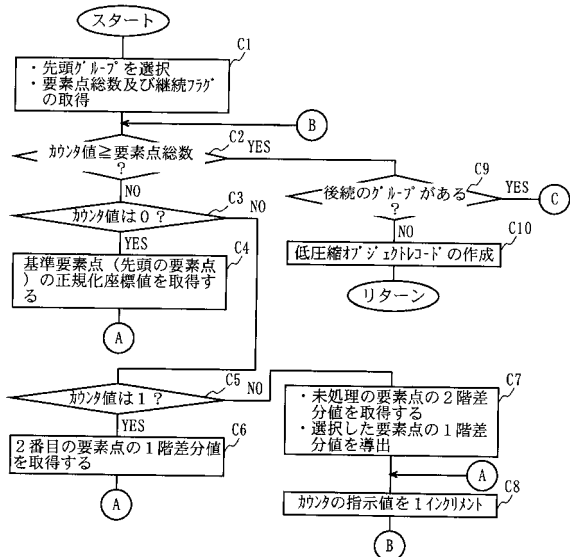 スタート
C1
・先頭グループを選択
・要素点総数及び継続フラグ
の取得
B
C2
カウンタ値≧要素点総数
?
YES
NO
C3
カウンタ値は0?
NO
YES
C4
基準要素点(先頭の要素点
)の正規化座標値を取得す
る
A
C9
後続のグループがある
?
YES
C
NO
C10
低圧縮オブジェクトレコードの作成
リターン
C5
カウンタ値は1?
NO
YES
C6
2番目の要素点の1階差分値
を取得する
A
C7
・未処理の要素点の2階差
分値を取得する
・選択した要素点の1階差
分値を導出
A
C8
カウンタの指示値を1インクリメント
B